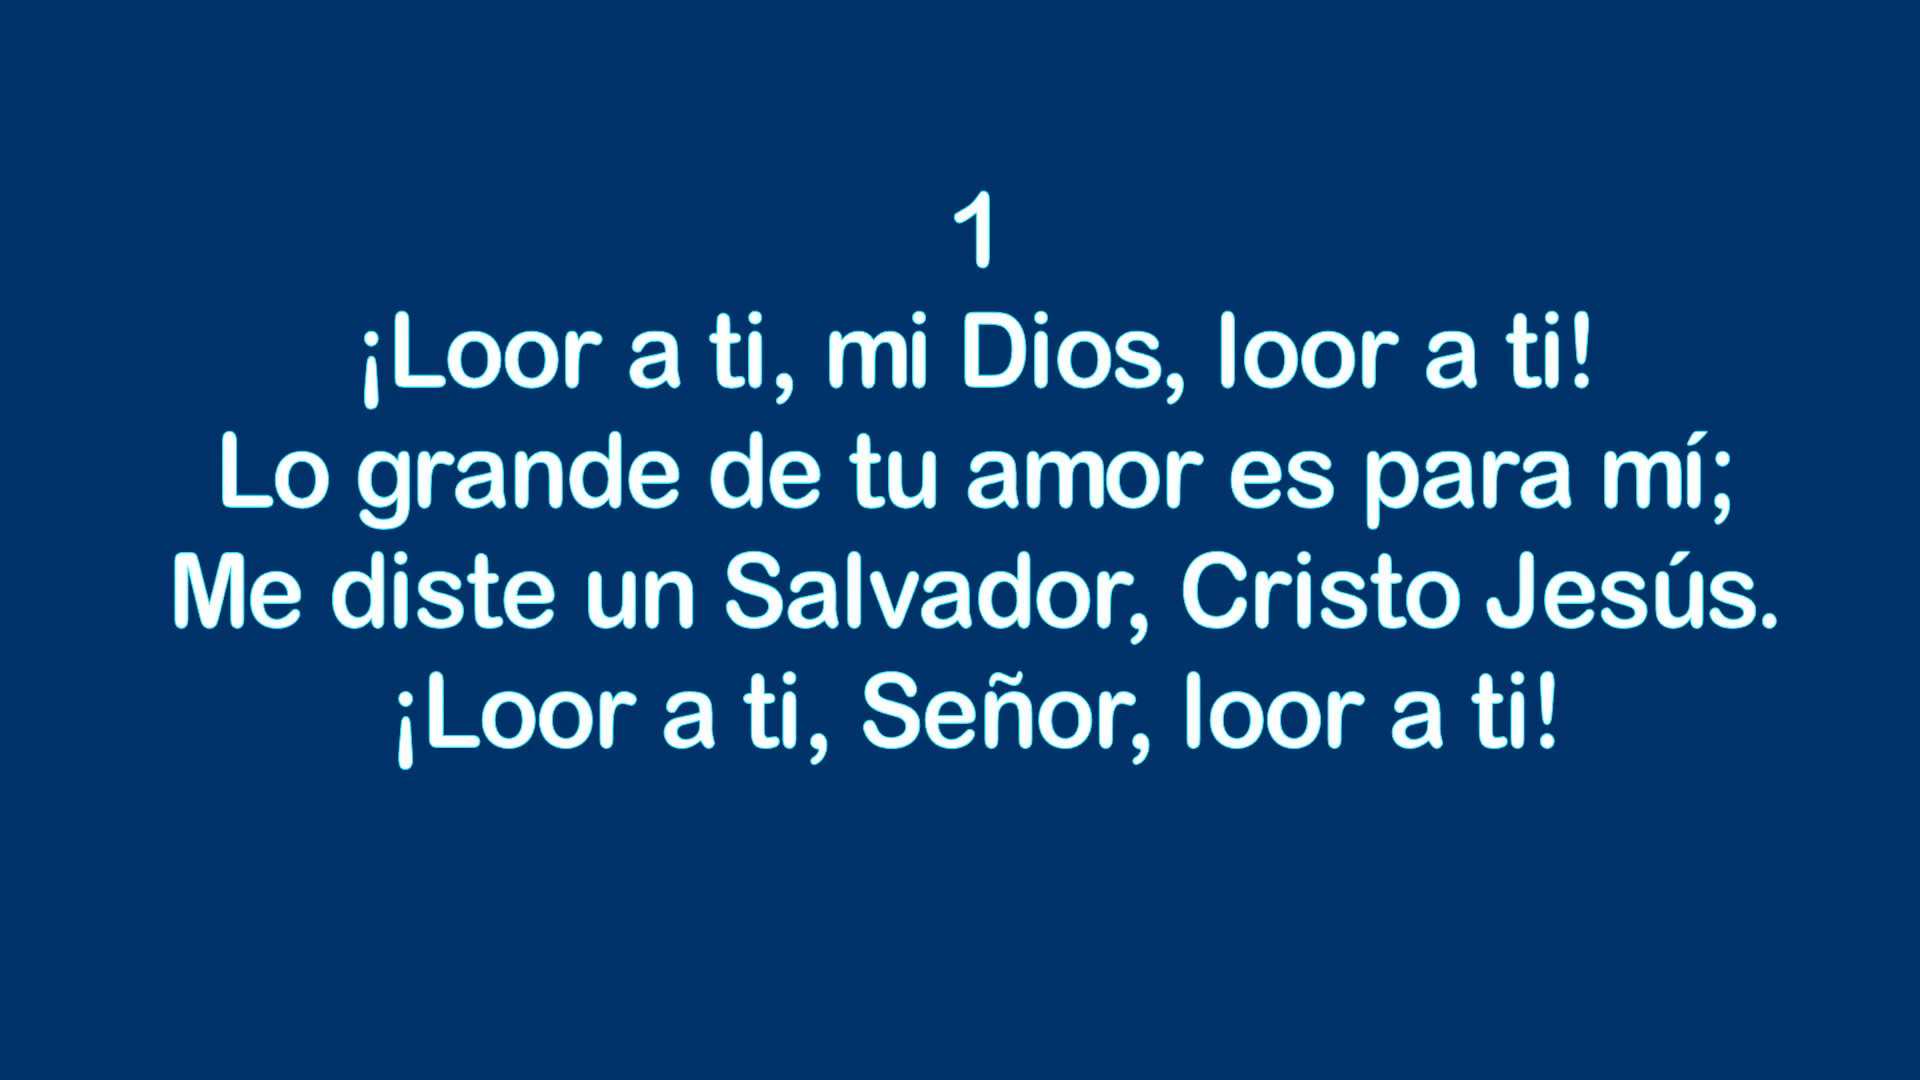 1
¡Loor a ti, mi Dios, loor a ti!
Lo grande de tu amor es para mí;
Me diste un Salvador, Cristo Jesús.
¡Loor a ti, Señor, loor a ti!